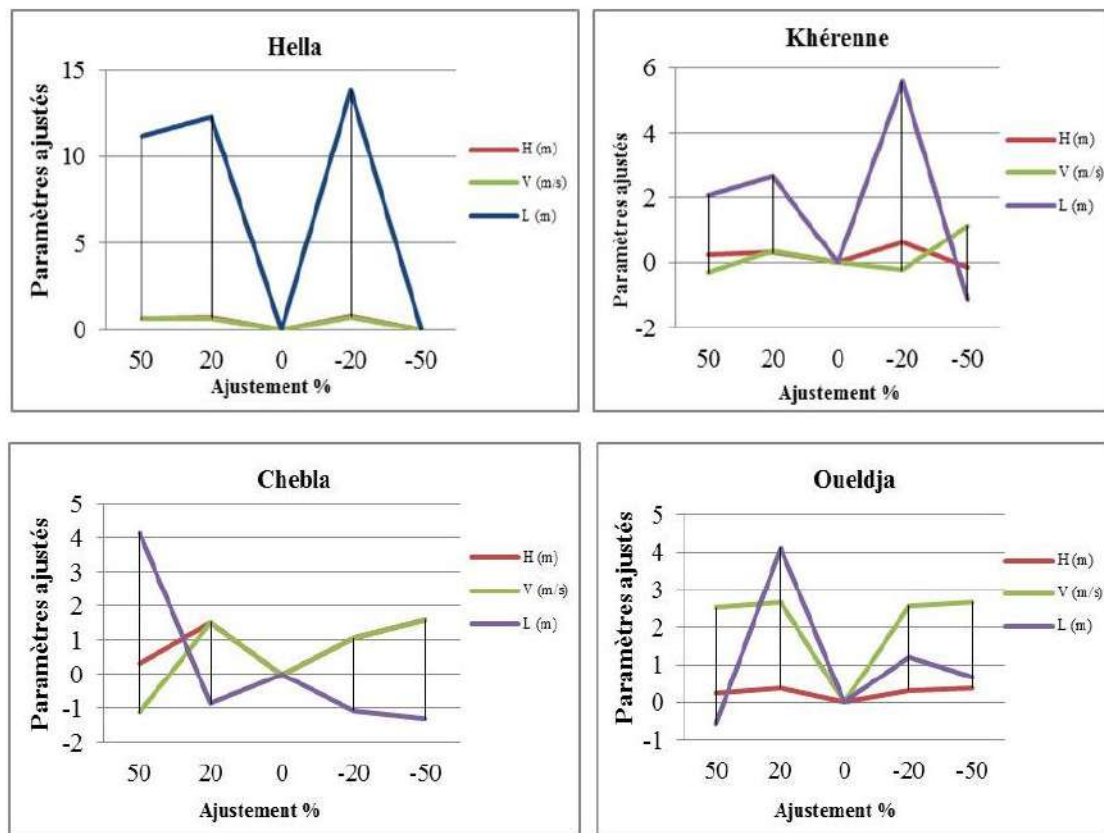 Hella
Paramètres ajustés
15
10
5
0
50 20 0 -20 -50
Ajustement %
H (m)
V (m/s)
L (m)
Khérenne
Paramètres ajustés
6
4
2
0
-2
50 20 0 -20 -50
Ajustement %
H (m)
V (m/s)
L (m)
Chebla
Paramètres ajustés
5
4
3
2
1
0
-1
-2
50 20 0 -20 -50
Ajustement %
H (m)
V (m/s)
L (m)
Oueldja
Paramètres ajustés
5
4
3
2
1
0
-1
50 20 0 -20 -50
Ajustement %
H (m)
V (m/s)
L (m)